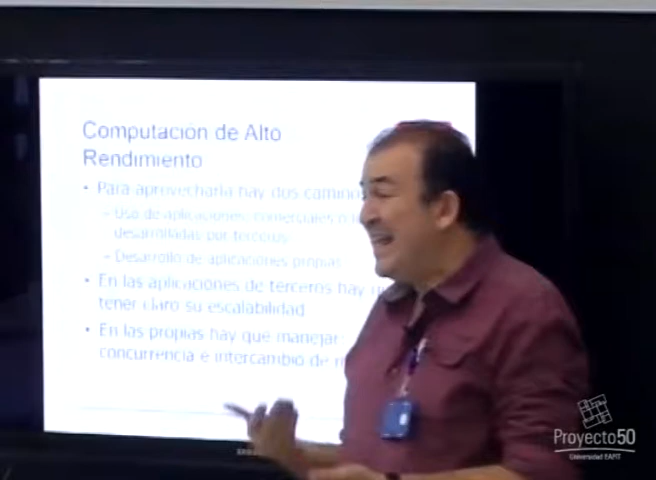 Computación de Alto
Rendimiento
• Para aprovecharla hay dos
– Uso de aplicaciones comerciales
desarrolladas por terceros
– Desarrollo de aplicaciones propias
• En las aplicaciones de terceros hay
tener claro su escalabilidad
• En las propias hay que manejar
concurrencia e intercambio de
Proyecto50
Universidad EAFIT